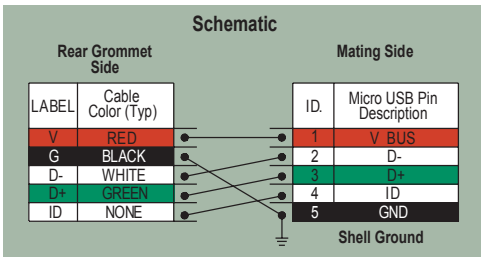 Schematic
Rear Grommet
Side
Mating Side
LABEL Cable
Color (Typ)
ID. Micro USB Pin
Description
V RED 1 V BUS
G BLACK 2 D-
D- WHITE 3 D+
D+ GREEN 4 ID
ID NONE 5 GND
Shell Ground